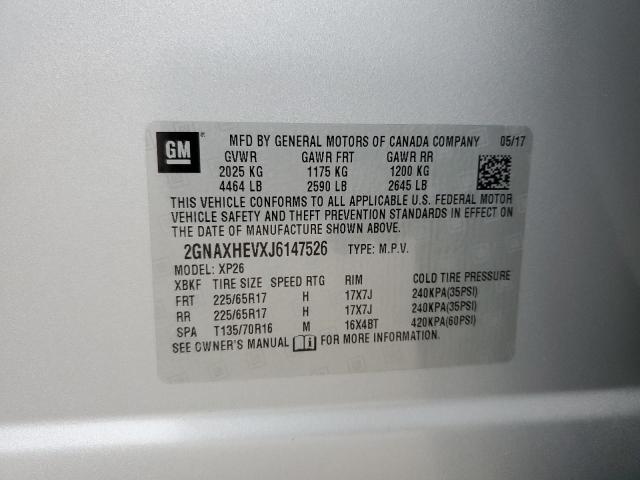 GM ® MFD BY GENERAL MOTORS OF CANADA COMPANY 05/17
GVWR GAWR FRT GAWR RR
2025 KG 1175 KG 1200 KG
4464 LB 2590 LB 2645 LB
THIS VEHICLE CONFORMS TO ALL APPLICABLE U.S. FEDERAL MOTOR
VEHICLE SAFETY AND THEFT PREVENTION STANDARDS IN EFFECT ON
THE DATE OF MANUFACTURE SHOWN ABOVE.
2GNAXHEVXJ6147526 TYPE: M.P.V.
MODEL: XP26
XBKF TIRE SIZE SPEED RTG RIM COLD TIRE PRESSURE
FRT 225/65R17 H 17X7J 240KPA(35PSI)
RR 225/65R17 H 17X7J 240KPA(35PSI)
SPA T135/70R16 M 16X4BT 420KPA(60PSI)
SEE OWNER'S MANUAL FOR MORE INFORMATION.